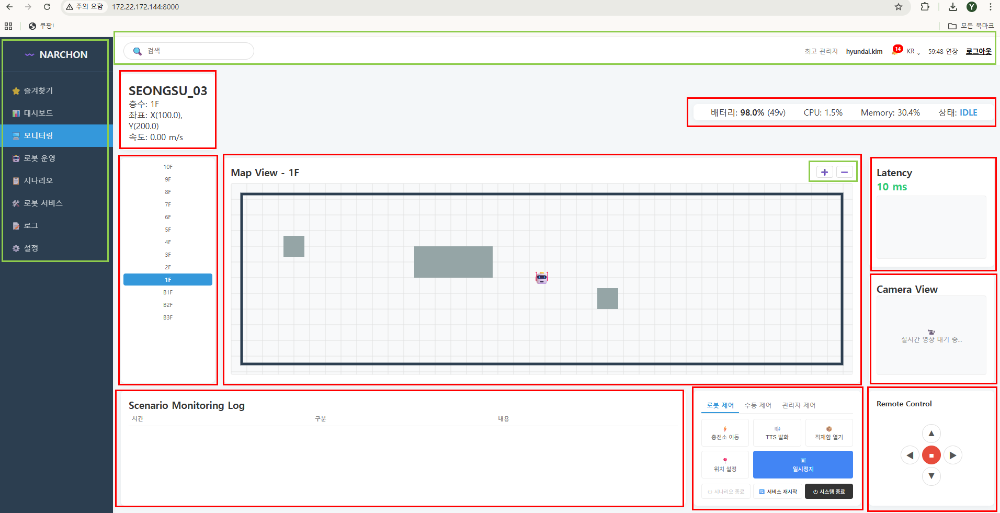 주의 요함 172.22.172.144:8000 Y
쿠팡! 모든 북마크
NARCHON
즐겨찾기
대시보드
모니터링
로봇 운영
시나리오
로봇 서비스
로그
설정
검색
최고 관리자 hyundai.kim 14 KR 59:48 연장 로그아웃
SEONGSU_03
층수: 1F
좌표: X(100.0),
Y(200.0)
속도: 0.00 m/s
배터리: 98.0% (49v) CPU: 1.5% Memory: 30.4% 상태: IDLE
10F
9F
8F
7F
6F
5F
4F
3F
2F
1F
B1F
B2F
B3F
Map View - 1F
+ −
Latency
10 ms
Camera View
실시간 영상 대기 중...
Scenario Monitoring Log
시간 구분 내용
로봇 제어 수동 제어 관리자 제어
충전소 이동 TTS 발화 적재함 열기
위치 설정 일시정지
시나리오 종료 서비스 재시작 시스템 종료
Remote Control